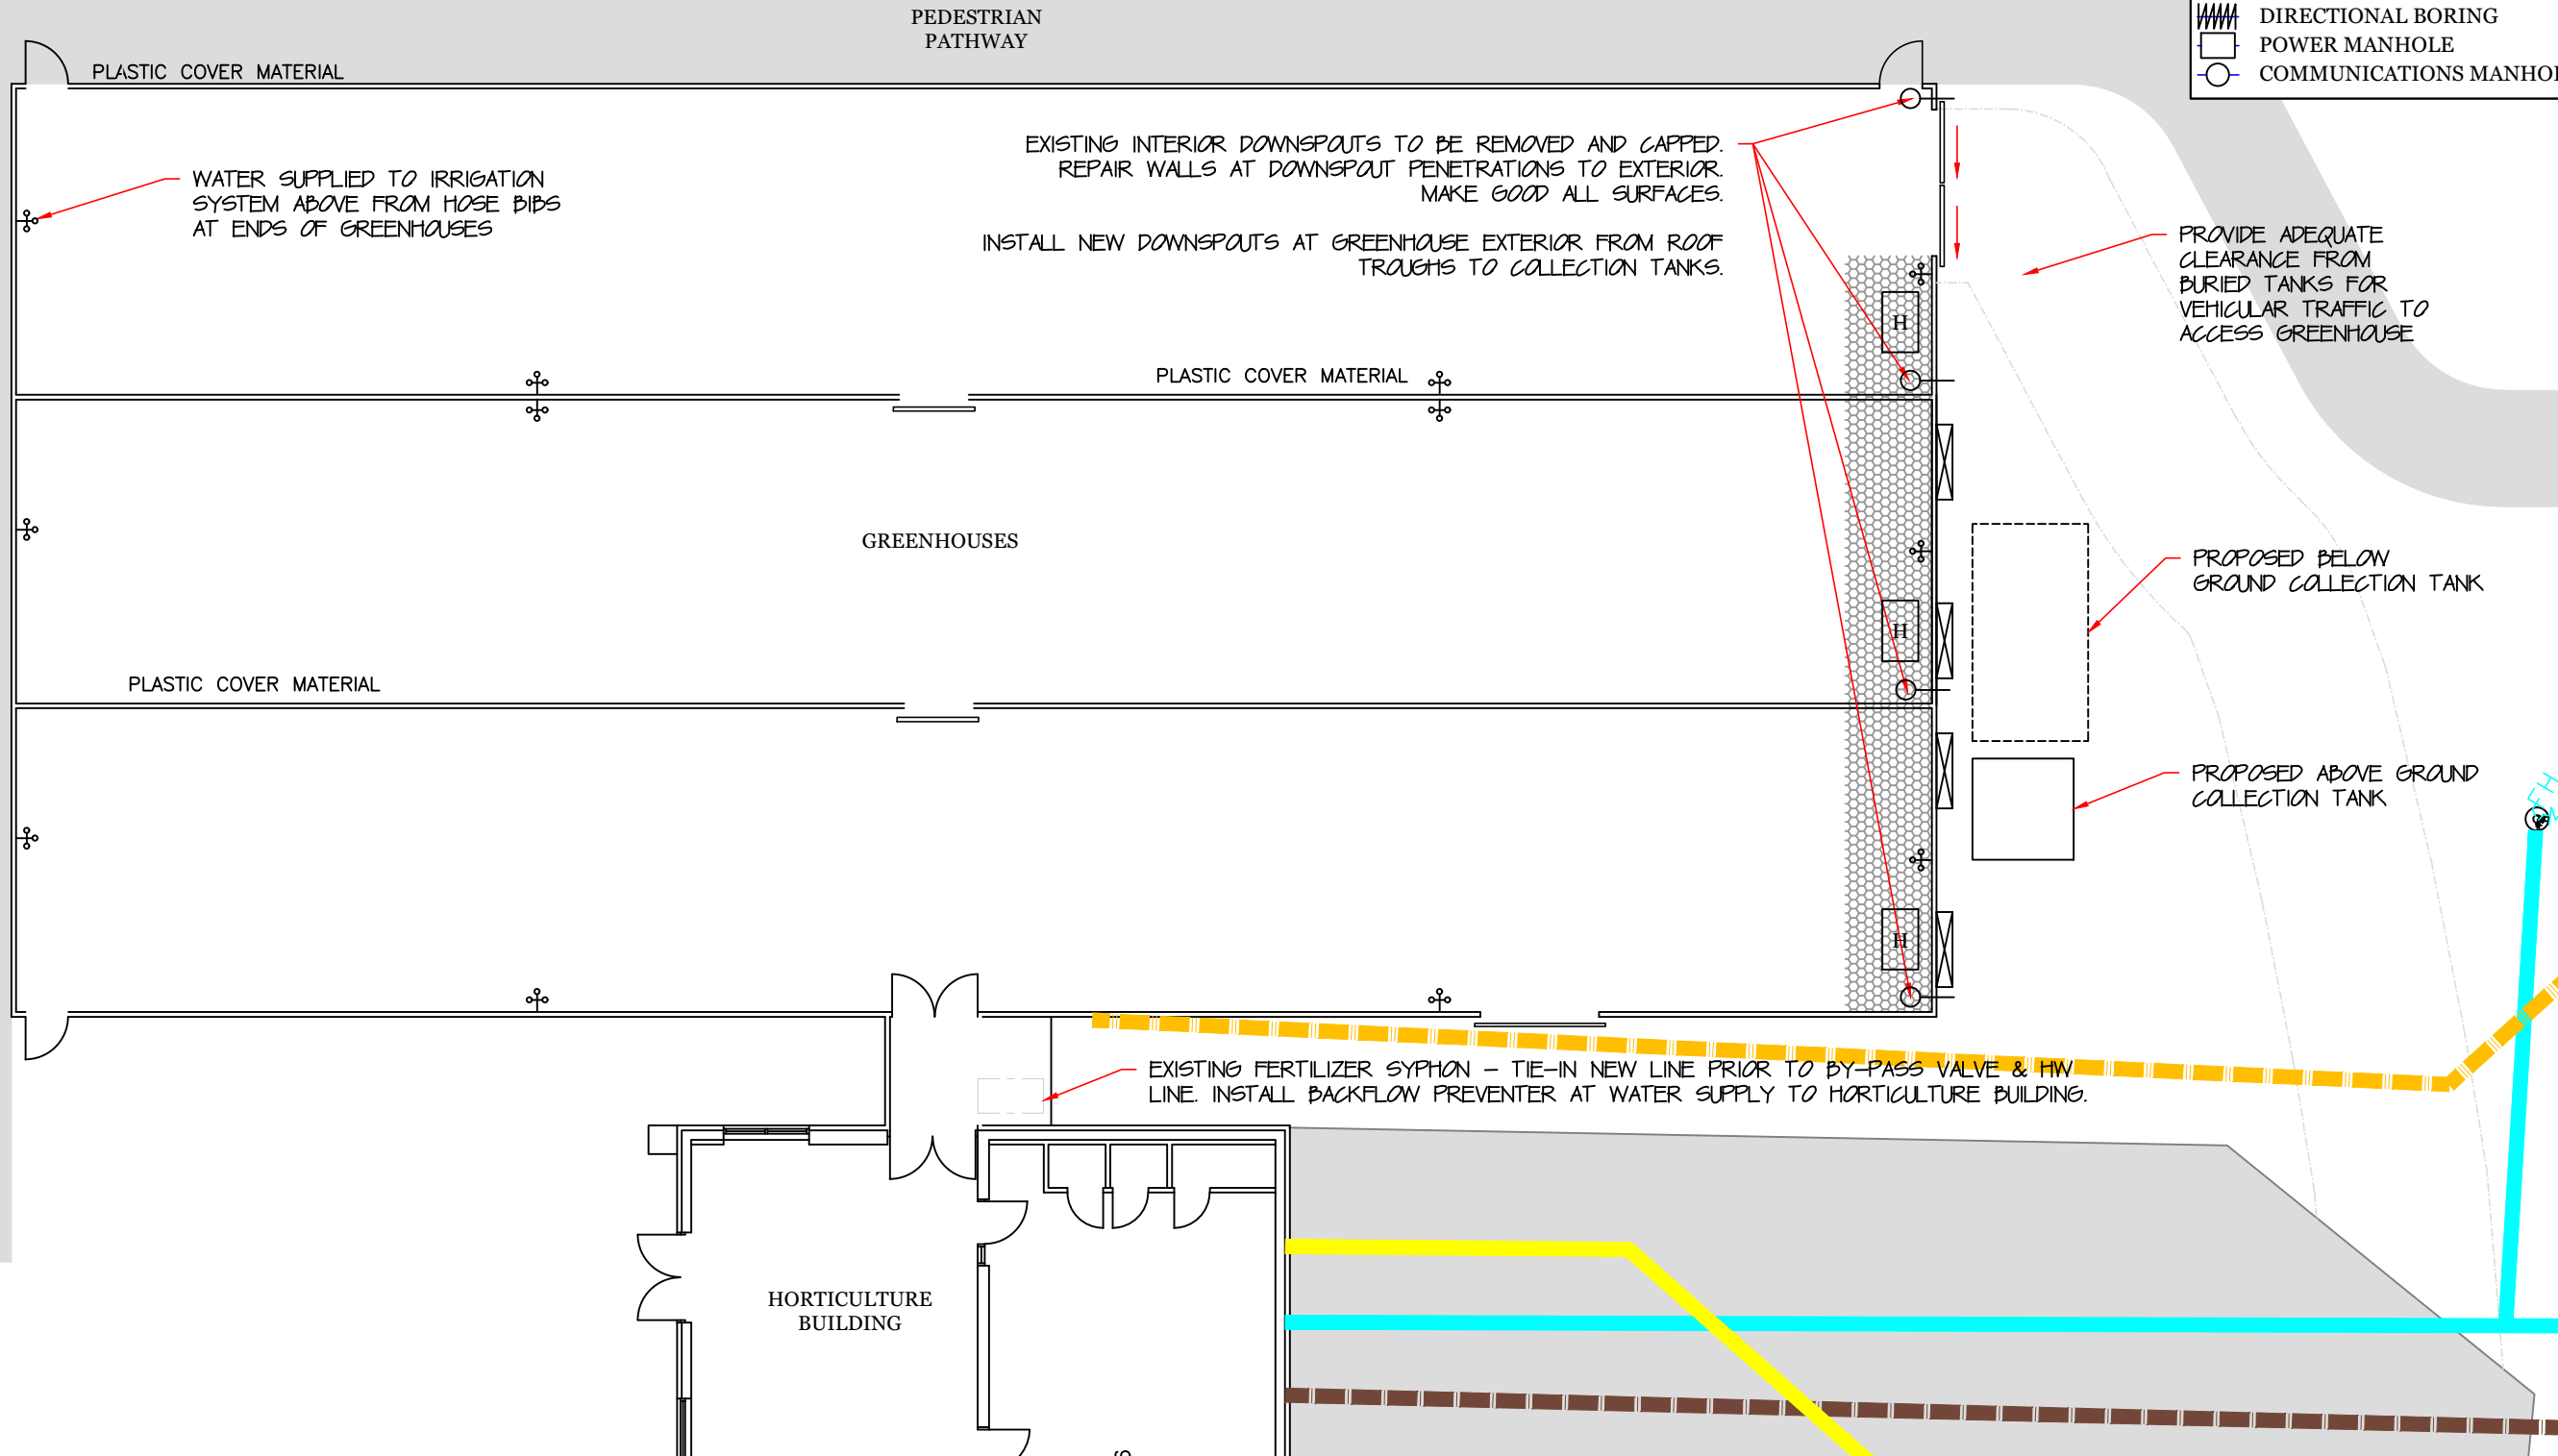 PEDESTRIAN
PATHWAY
DIRECTIONAL BORING
POWER MANHOLE
COMMUNICATIONS
PLASTIC COVER MATERIAL
WATER SUPPLIED TO IRRIGATION
SYSTEM ABOVE FROM HOSE BIBS
AT ENDS OF GREENHOUSES
EXISTING INTERIOR DOWNSPOUTS TO BE REMOVED AND CAPPED.
REPAIR WALLS AT DOWNSPOUT PENETRATIONS TO EXTERIOR.
MAKE GOOD ALL SURFACES.
INSTALL NEW DOWNSPOUTS AT GREENHOUSE EXTERIOR FROM ROOF
TROUGHS TO COLLECTION TANKS.
PROVIDE ADEQUATE
CLEARANCE FROM
BURIED TANKS FOR
VEHICULAR TRAFFIC TO
ACCESS GREENHOUSE
H
PLASTIC COVER MATERIAL
GREENHOUSES
PROPOSED BELOW
GROUND COLLECTION TANK
H
PLASTIC COVER MATERIAL
PROPOSED ABOVE GROUND
COLLECTION TANK
H
EXISTING FERTILIZER SYPHON – TIE–IN NEW LINE PRIOR TO BY–PASS VALVE & HW
LINE. INSTALL BACKFLOW PREVENTER AT WATER SUPPLY TO HORTICULTURE BUILDING.
HORTICULTURE
BUILDING